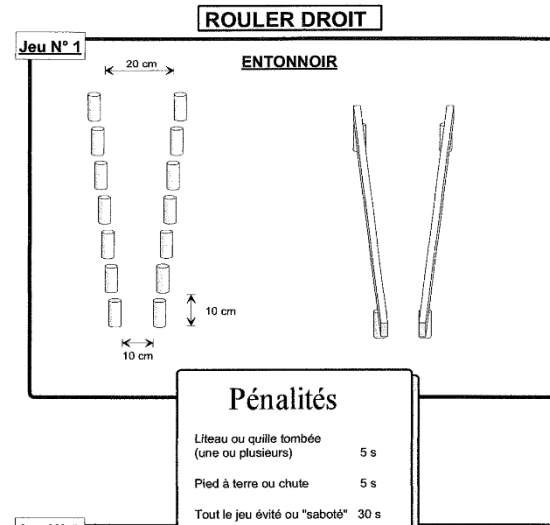 ROULER DROIT
Jeu N° 1
ENTONNOIR
20 cm
10 cm
10 cm
Pénalités
Liteau ou quille tombée
(une ou plusieurs) 5 s
Pied à terre ou chute 5 s
Tout le jeu évité ou "saboté" 30 s